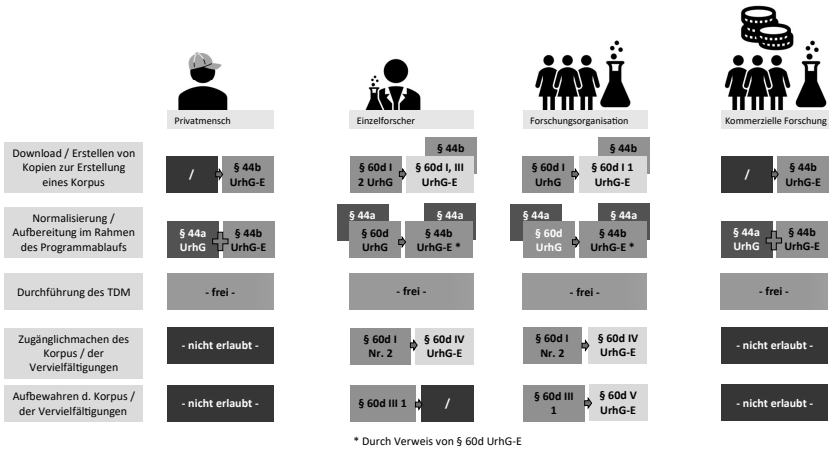 Privatmensch
Einzelforscher
Forschungsorganisation
Kommerzielle Forschung
Download / Erstellen von
Kopien zur Erstellung
eines Korpus
/
§ 44b
UrhG-E
§ 44b
§ 60d I
2 UrhG
§ 60d I, III
UrhG-E
§ 44b
§ 60d I
UrhG
§ 60d I 1
UrhG-E
/
§ 44b
UrhG-E
Normalisierung /
Aufbereitung im Rahmen
des Programmablaufs
§ 44a
UrhG
§ 44b
UrhG-E
§ 44a
§ 60d
UrhG
§ 44a
§ 44b
UrhG-E *
§ 44a
§ 60d
UrhG
§ 44a
§ 44b
UrhG-E *
§ 44a
UrhG
§ 44b
UrhG-E
Durchführung des TDM
- frei -
- frei -
- frei -
- frei -
Zugänglichmachen des
Korpus / der
Vervielfältigungen
- nicht erlaubt -
§ 60d I
Nr. 2
§ 60d IV
UrhG-E
§ 60d I
Nr. 2
§ 60d IV
UrhG-E
- nicht erlaubt -
Aufbewahren d. Korpus /
der Vervielfältigungen
- nicht erlaubt -
§ 60d III 1
/
§ 60d III
1
§ 60d V
UrhG-E
- nicht erlaubt -
* Durch Verweis von § 60d UrhG-E